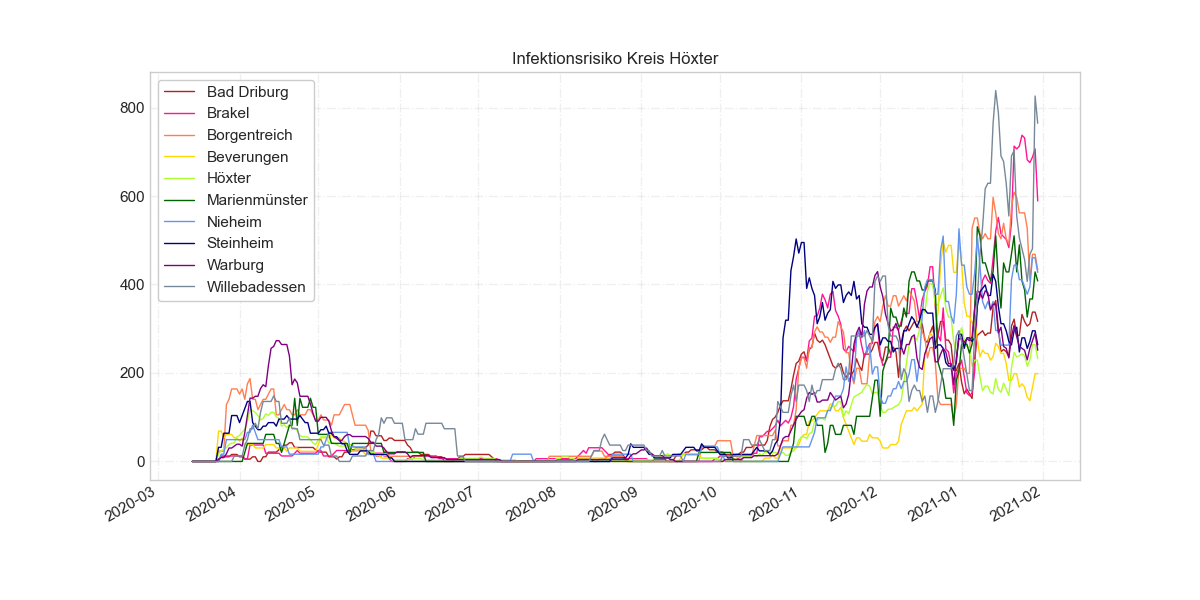 Infektionsrisiko Kreis Höxter
Bad Driburg
Brakel
Borgentreich
Beverungen
Höxter
Marienmünster
Nieheim
Steinheim
Warburg
Willebadessen
800
600
400
200
0
2020-03
2020-04
2020-05
2020-06
2020-07
2020-08
2020-09
2020-10
2020-11
2020-12
2021-01
2021-02